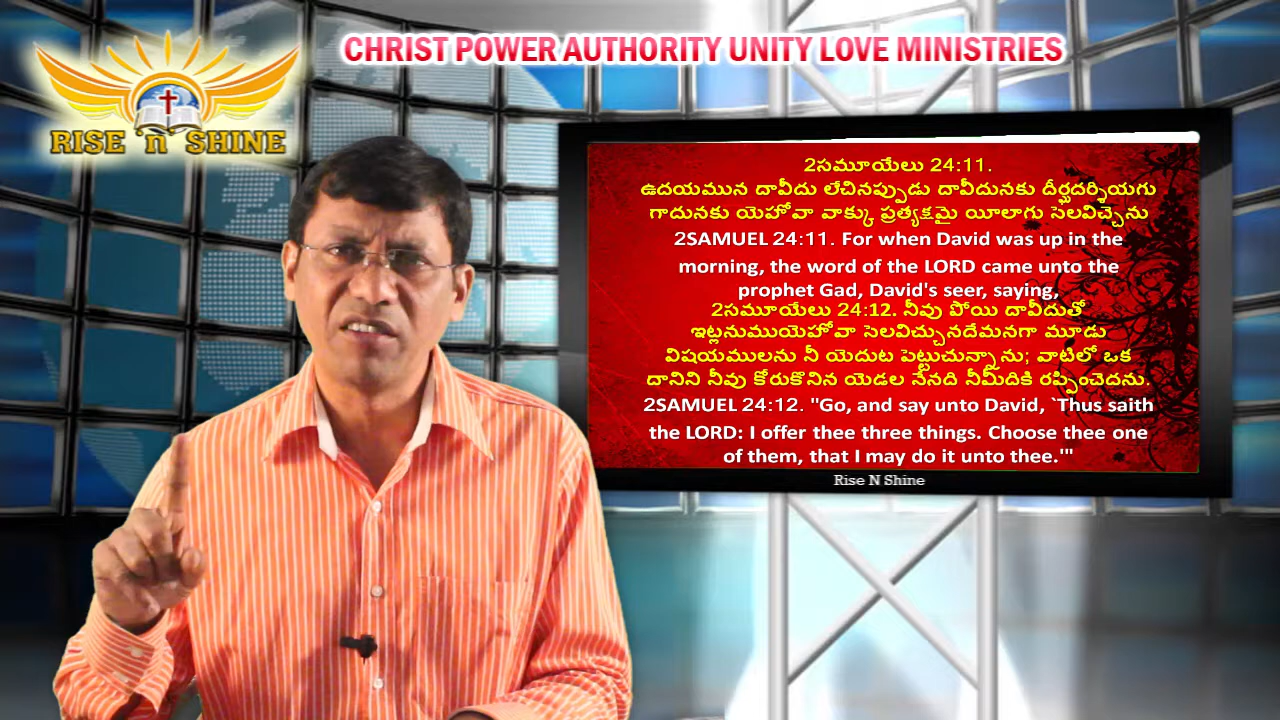 CHRIST POWER AUTHORITY UNITY LOVE MINISTRIES
RISE 'n' SHINE
2సమూయేలు 24:11.
ఉదయమున దావీదు లేచినప్పుడు దావీదునకు దీర్ఘదర్శియగు
గాదునకు యెహోవా వాక్కు ప్రత్యక్షమై యీలాగు సెలవిచ్చెను
2SAMUEL 24:11. For when David was up in the
morning, the word of the LORD came unto the
prophet Gad, David's seer, saying,
2సమూయేలు 24:12. నీవు పోయి దావీదుతో
ఇట్లనుముయెహోవా సెలవిచ్చునదేమనగా మూడు
విషయములను నీ యెదుట పెట్టుచున్నాను; వాటిలో ఒక
దానిని నీవు కోరుకొనిన యెడల నేనది నీమీదికి రప్పించెదను.
2SAMUEL 24:12. "Go, and say unto David, `Thus saith
the LORD: I offer thee three things. Choose thee one
of them, that I may do it unto thee.'"
Rise N Shine